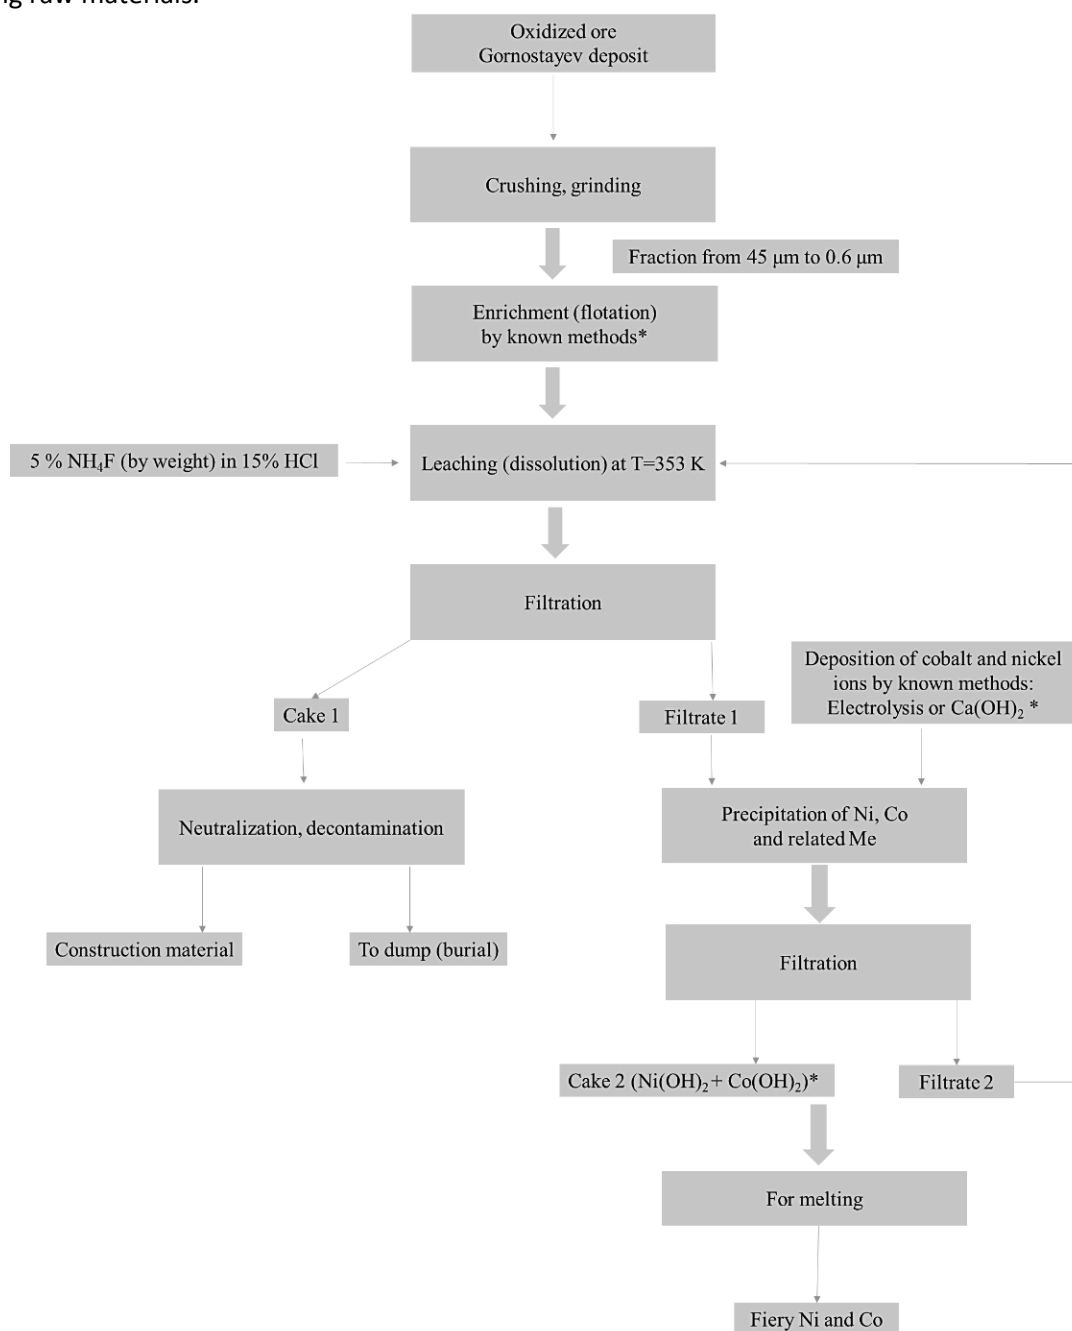 ng raw materials.
Oxidized ore
Gornostayev deposit
Crushing, grinding
Fraction from 45 μm to 0.6 μm
Enrichment (flotation)
by known methods*
5 % NH₄F (by weight) in 15% HCl
Leaching (dissolution) at T=353 K
Filtration
Deposition of cobalt and nickel
ions by known methods:
Electrolysis or Ca(OH)₂ *
Cake 1
Filtrate 1
Neutralization, decontamination
Precipitation of Ni, Co
and related Me
Construction material
To dump (burial)
Filtration
Cake 2 (Ni(OH)₂ + Co(OH)₂)*
Filtrate 2
For melting
Fiery Ni and Co